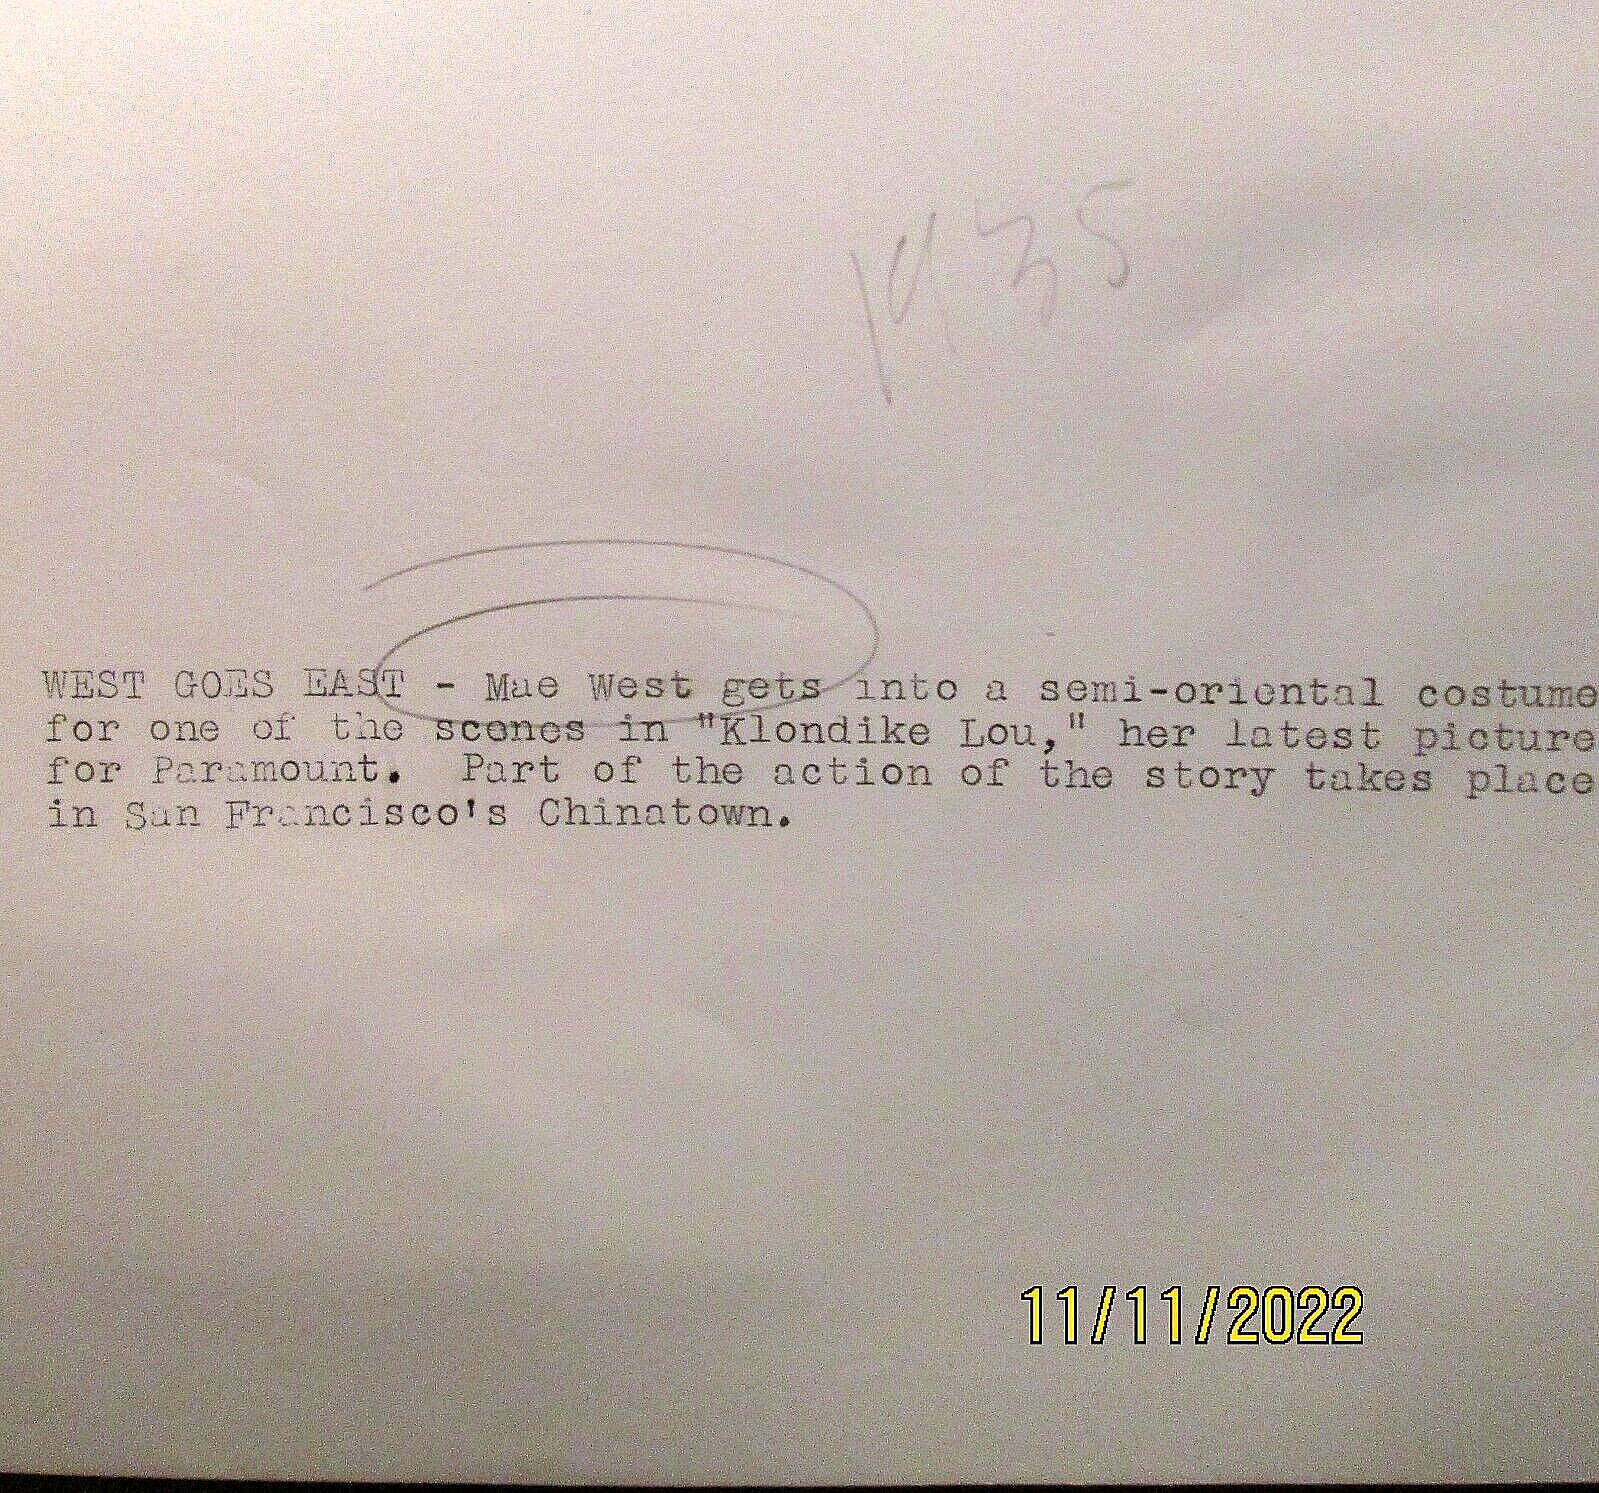 1935
WEST GOES EAST - Mae West gets into a semi-oriental costume
for one of the scenes in "Klondike Lou," her latest picture
for Paramount. Part of the action of the story takes place
in San Francisco's Chinatown.
11/11/2022